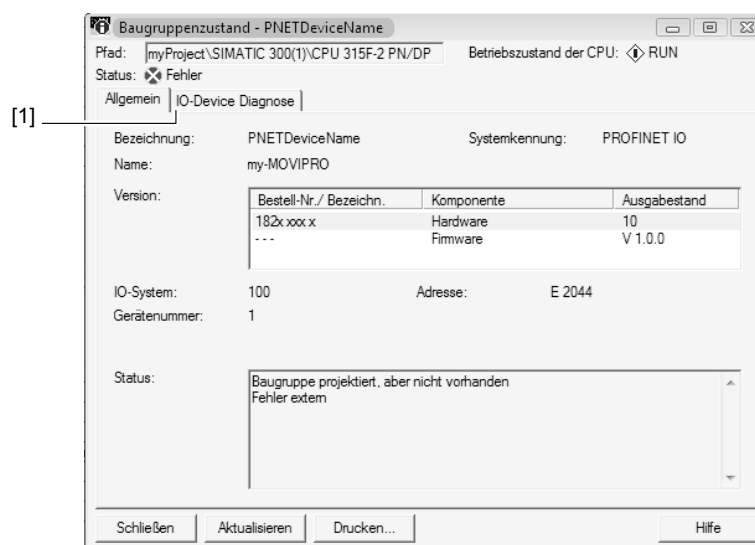 Baugruppenzustand - PNETDeviceName
Pfad: myProject\SIMATIC 300(1)\CPU 315F-2 PN/DP Betriebszustand der CPU: RUN
Status: Fehler
Allgemein IO-Device Diagnose
[1]
Bezeichnung: PNETDeviceName Systemkennung: PROFINET IO
Name: my-MOVIPRO
Version: Bestell-Nr./ Bezeichn. Komponente Ausgabestand
182x xxx x Hardware 10
- - - Firmware V 1.0.0
IO-System: 100 Adresse: E 2044
Gerätenummer: 1
Status: Baugruppe projektiert, aber nicht vorhanden
Fehler extern
Schließen Aktualisieren Drucken... Hilfe